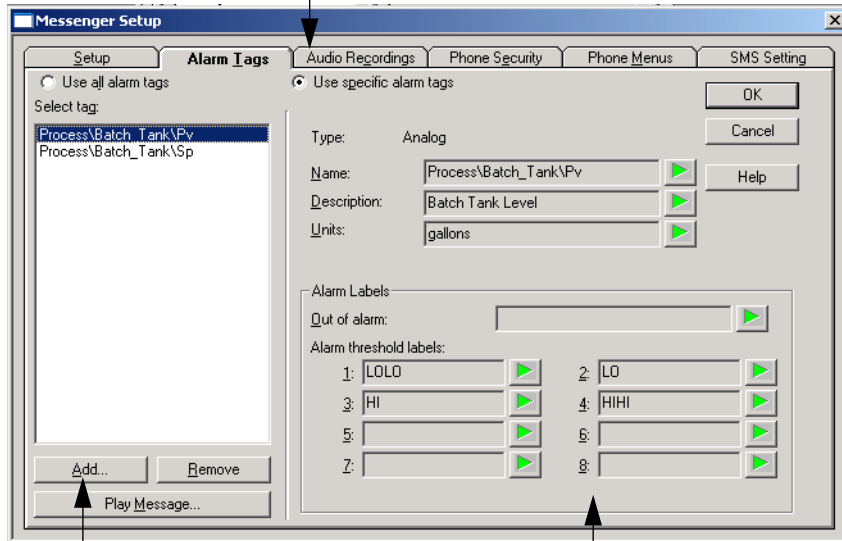 Messenger Setup
Setup
Alarm Tags
Audio Recordings
Phone Security
Phone Menus
SMS Setting
Use all alarm tags
Use specific alarm tags
OK
Select tag:
Process\Batch_Tank\Pv
Process\Batch_Tank\Sp
Type: Analog
Cancel
Name: Process\Batch_Tank\Pv
Help
Description: Batch Tank Level
Units: gallons
Alarm Labels
Out of alarm:
Alarm threshold labels:
1: LOLO 2: LO
3: HI 4: HIHI
5: 6:
7: 8:
Add... Remove
Play Message...